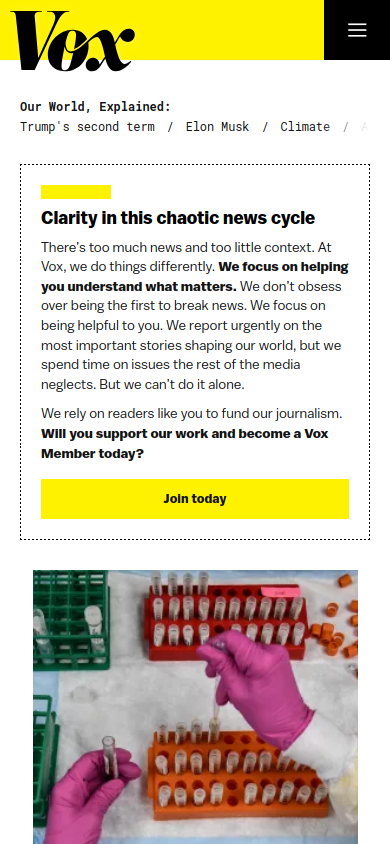 Vox
Our World, Explained:
Trump's second term / Elon Musk / Climate /
Clarity in this chaotic news cycle
There’s too much news and too little context. At
Vox, we do things differently. We focus on helping
you understand what matters. We don’t obsess
over being the first to break news. We focus on
being helpful to you. We report urgently on the
most important stories shaping our world, but we
spend time on issues the rest of the media
neglects. But we can’t do it alone.
We rely on readers like you to fund our journalism.
Will you support our work and become a Vox
Member today?
Join today